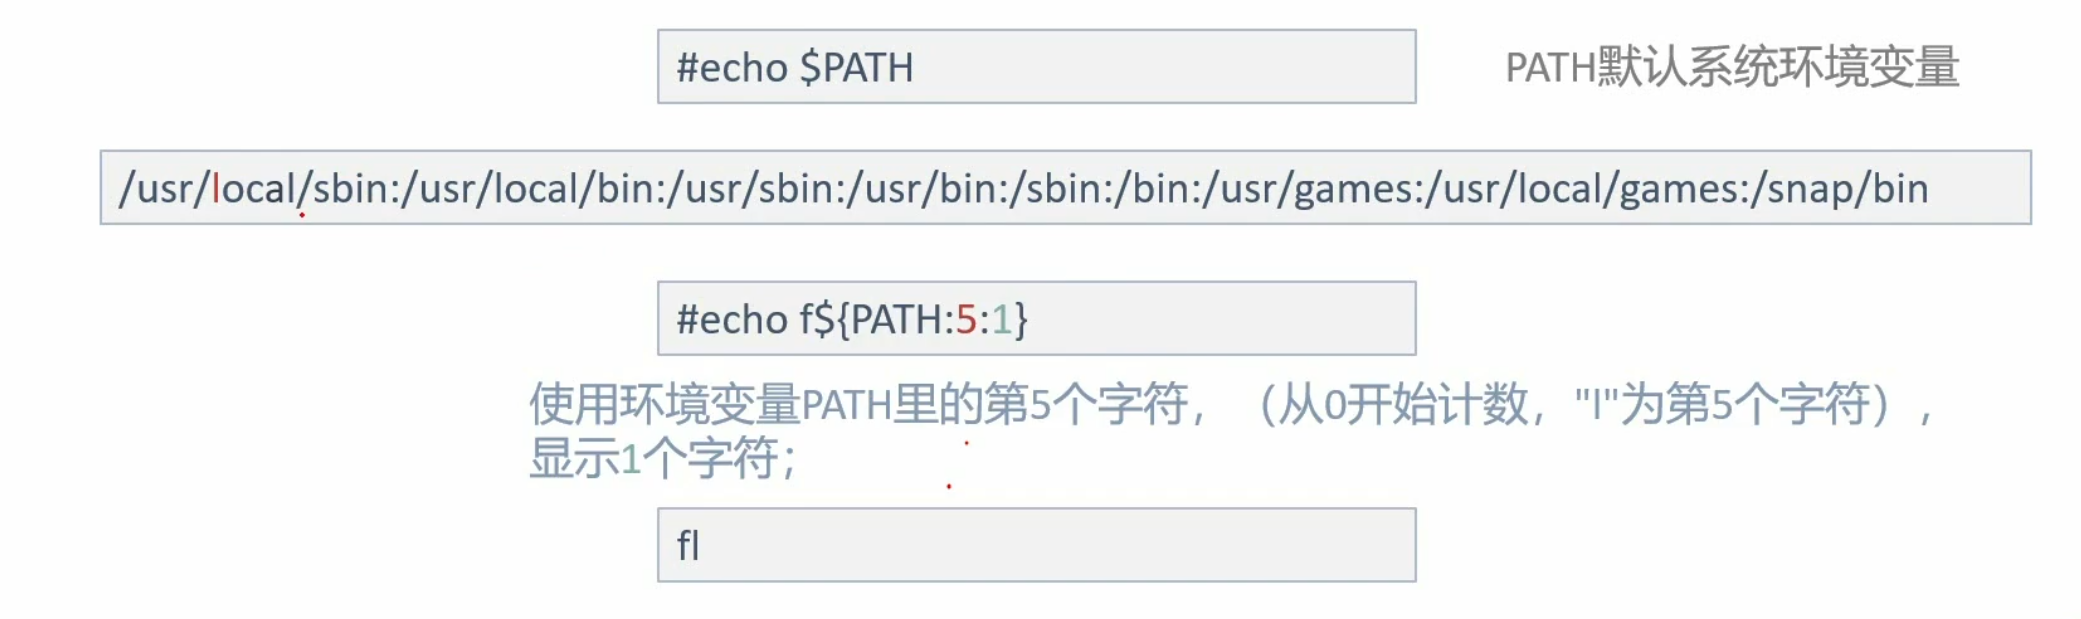 #echo $PATH
PATH默认系统环境变量
/usr/local/sbin:/usr/local/bin:/usr/sbin:/usr/bin:/sbin:/bin:/usr/games:/usr/local/games:/snap/bin
#echo f${PATH:5:1}
使用环境变量PATH里的第5个字符，（从0开始计数，"l"为第5个字符），
显示1个字符；
fl